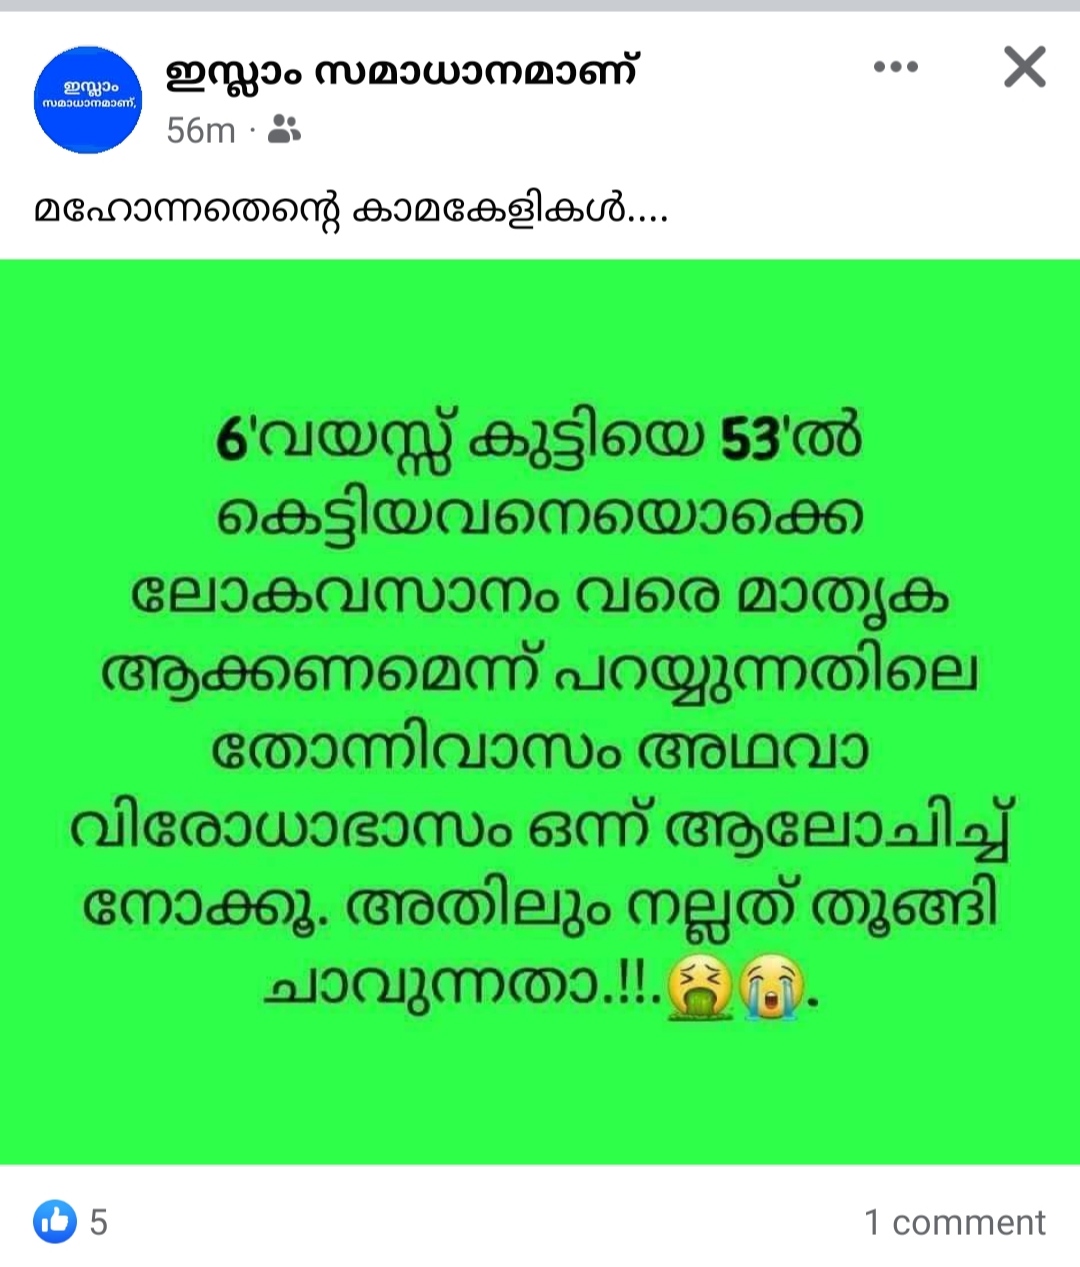 ഇസ്ലാം സമാധാനമാണ്
ഇസ്ലാം
സമാധാനമാണ്,
56m ·
മഹോന്നതെന്റെ കാമകേളികൾ....
6'വയസ്സ് കുട്ടിയെ 53'ൽ
കെട്ടിയവനെയൊക്കെ
ലോകവസാനം വരെ മാതൃക
ആക്കണമെന്ന് പറയ്യുന്നതിലെ
തോന്നിവാസം അഥവാ
വിരോധാഭാസം ഒന്ന് ആലോചിച്ച്
നോക്കൂ. അതിലും നല്ലത് തൂങ്ങി
ചാവുന്നതാ.!!.🤮😭.
5
1 comment